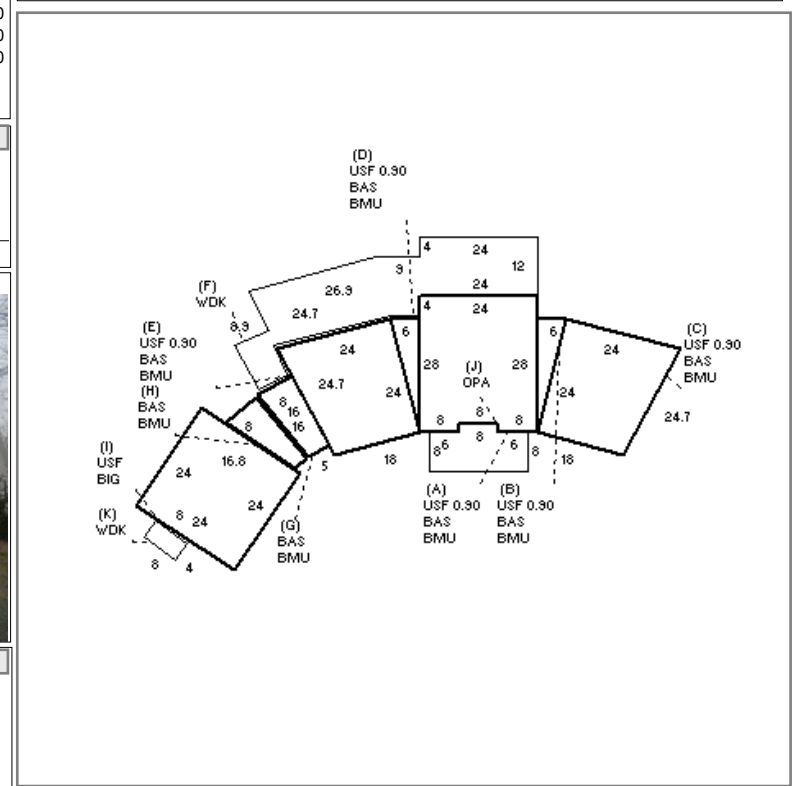 0
0
0
(D)
USF 0.90
BAS
BMU
4
24
12
9
24
(F)
WDK
26.9
24.7
8.9
4
24
(E)
USF 0.90
BAS
BMU
6
6
24
24
(C)
USF 0.90
BAS
BMU
28
28
(J)
OPA
24.7
24
24
24.7
(H)
BAS
BMU
8
16
16
8
8
8
8
8
6
8
6
8
18
18
5
(I)
USF
BIG
16.8
24
24
8
24
(K)
WDK
8
4
(G)
BAS
BMU
(A)
USF 0.90
BAS
BMU
(B)
USF 0.90
BAS
BMU